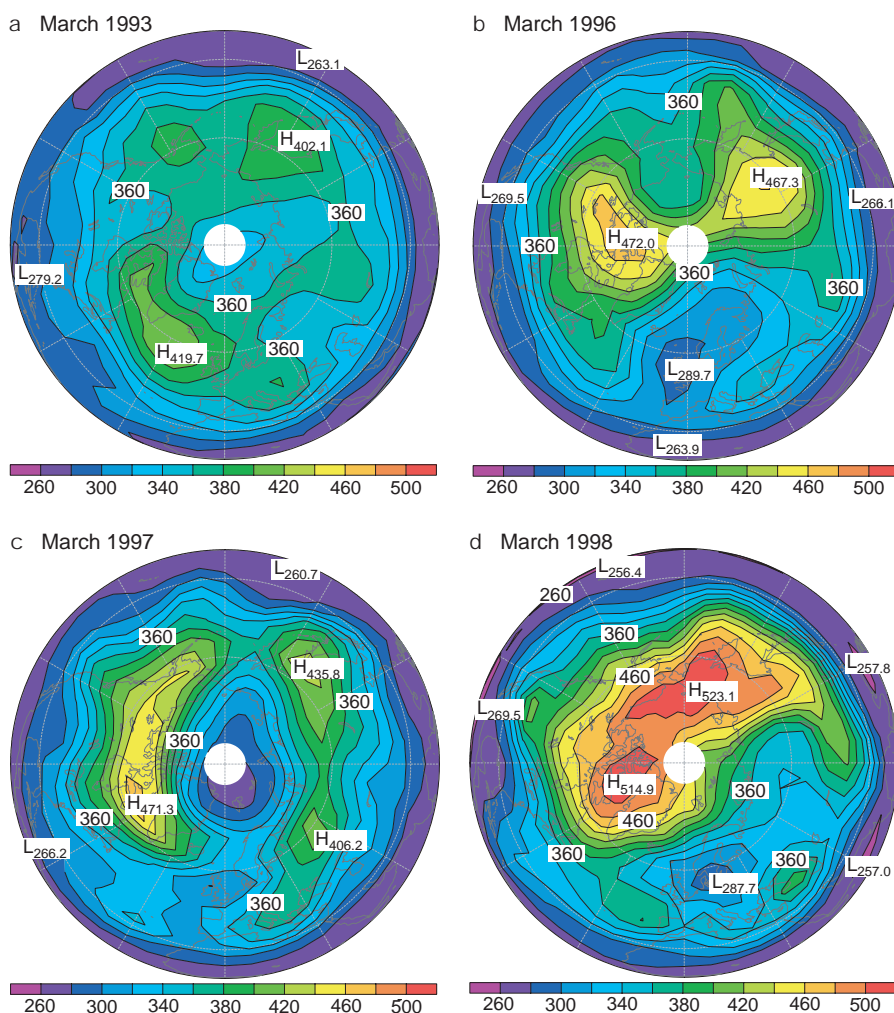 a March 1993
L263.1
H402.1
360
360
L279.2
360
360
H419.7
260 300 340 380 420 460 500
b March 1996
360
H467.3
L269.5
L266.1
360
H472.0
360
360
L289.7
L263.9
260 300 340 380 420 460 500
c March 1997
L260.7
360
H435.8
360
360
H471.3
360
H406.2
L266.2
360
260 300 340 380 420 460 500
d March 1998
L256.4
260
360
460
L257.8
H523.1
L269.5
H514.9
360
460
360
360
L257.0
L287.7
260 300 340 380 420 460 500